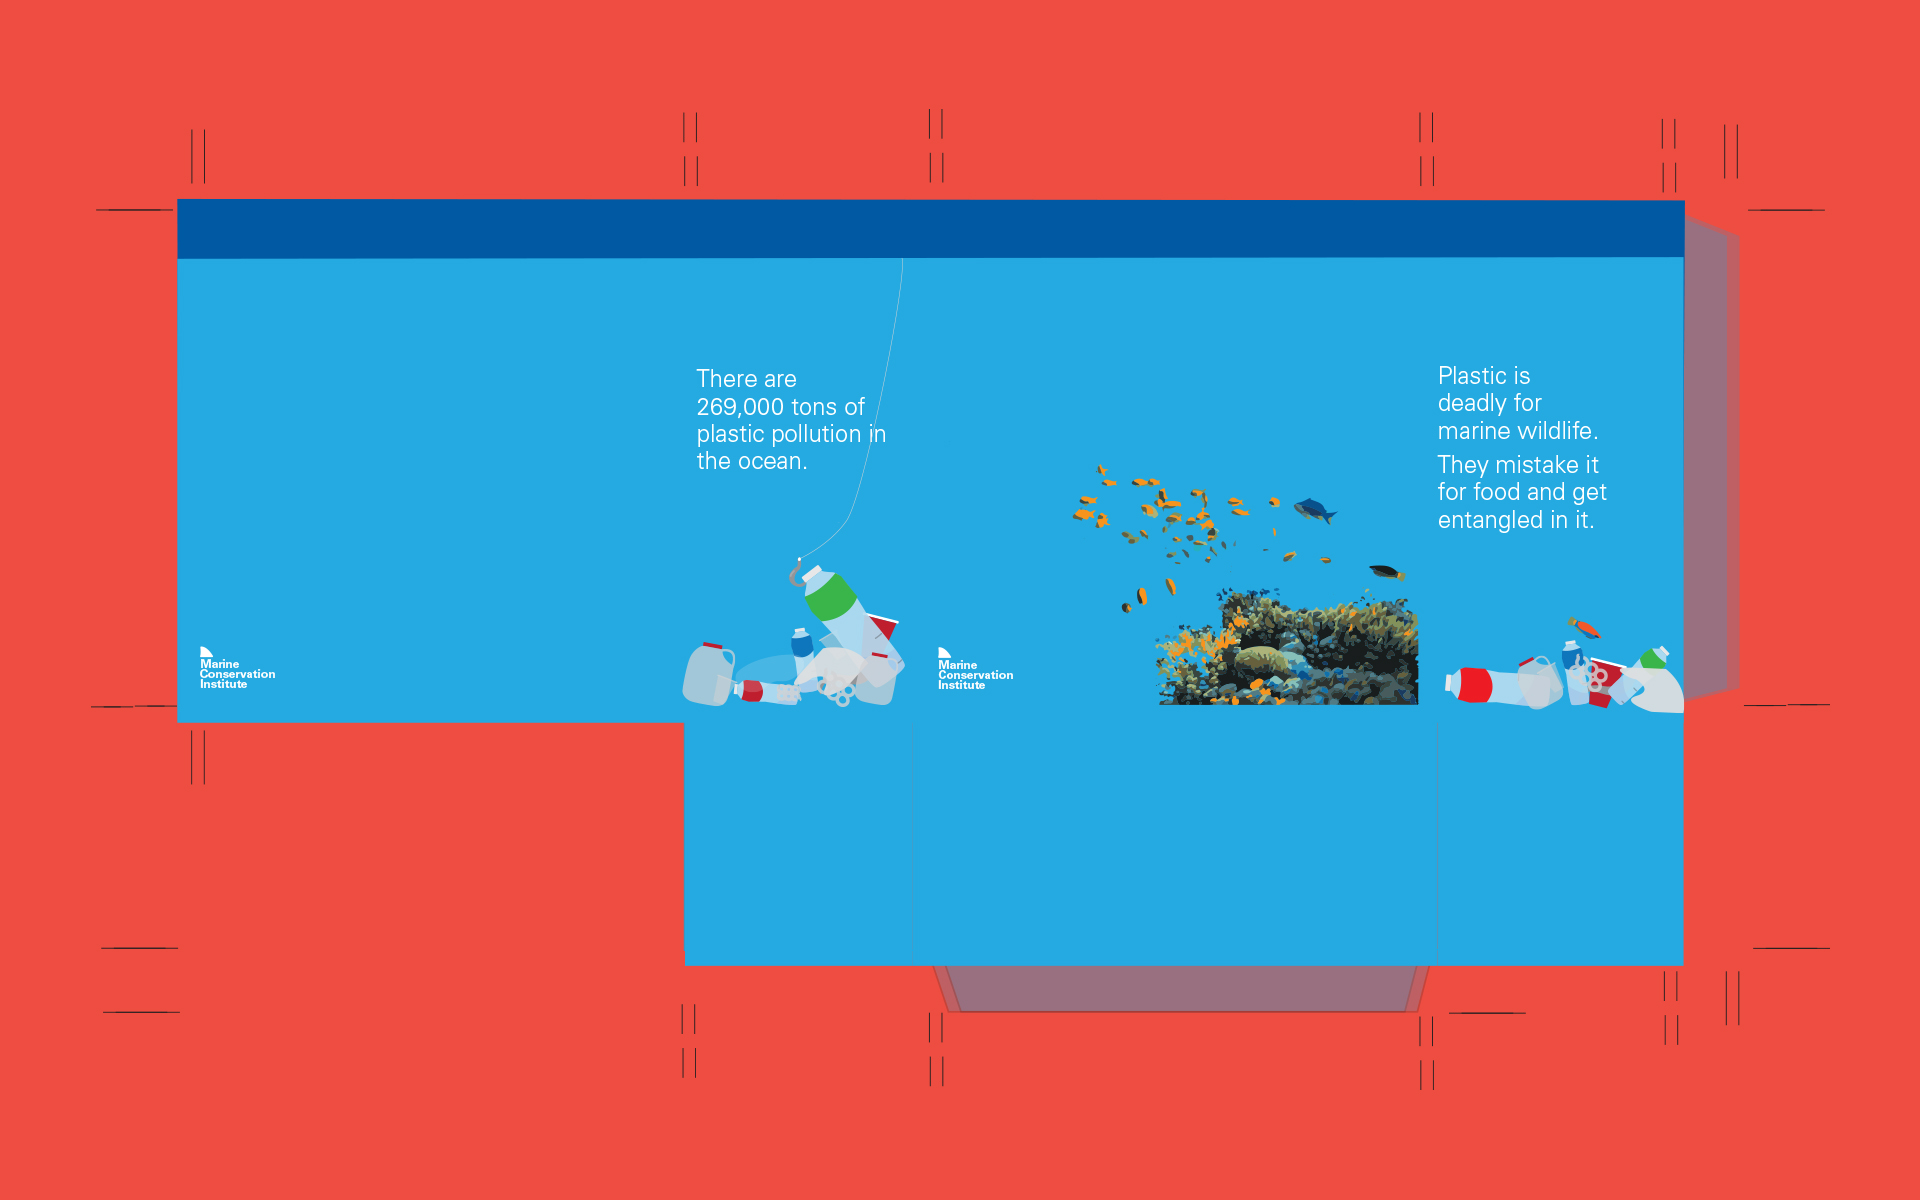 There are
269,000 tons of
plastic pollution in
the ocean.
Plastic is
deadly for
marine wildlife.
They mistake it
for food and get
entangled in it.
Marine
Conservation
Institute
Marine
Conservation
Institute